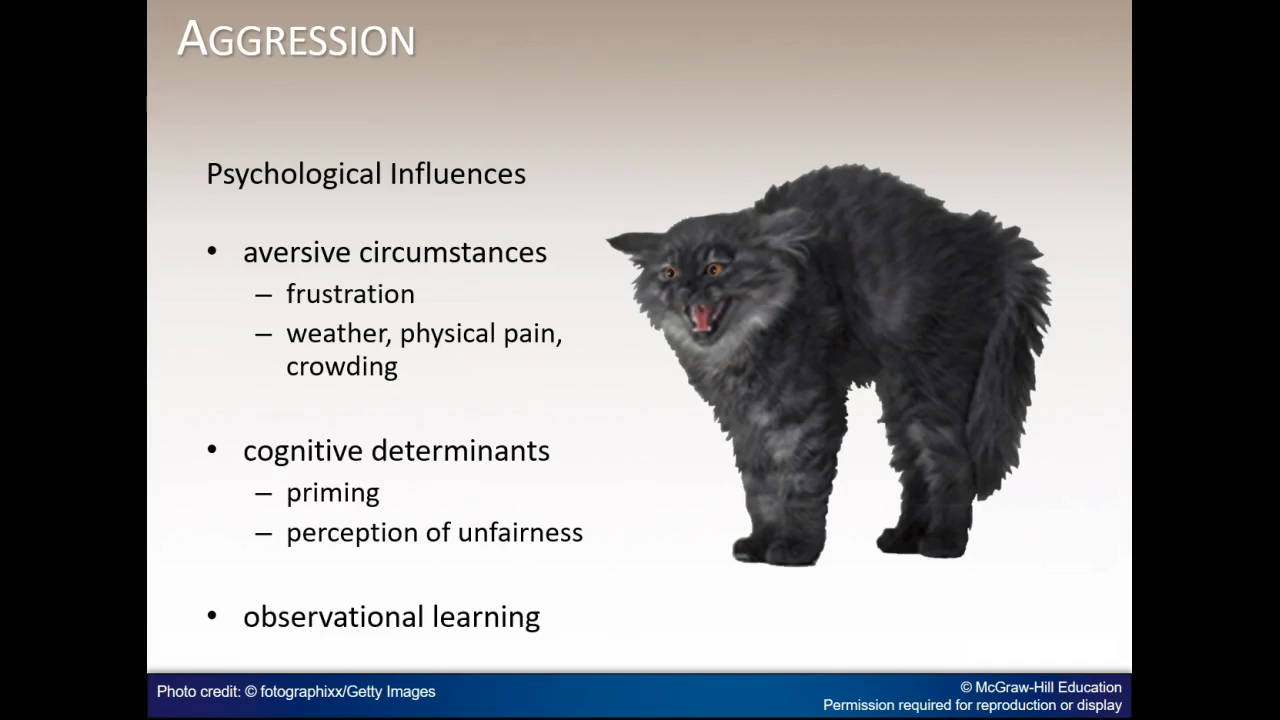 AGGRESSION
Psychological Influences
• aversive circumstances
– frustration
– weather, physical pain,
crowding
• cognitive determinants
– priming
– perception of unfairness
• observational learning
Photo credit: © fotographixx/Getty Images
© McGraw-Hill Education
Permission required for reproduction or display